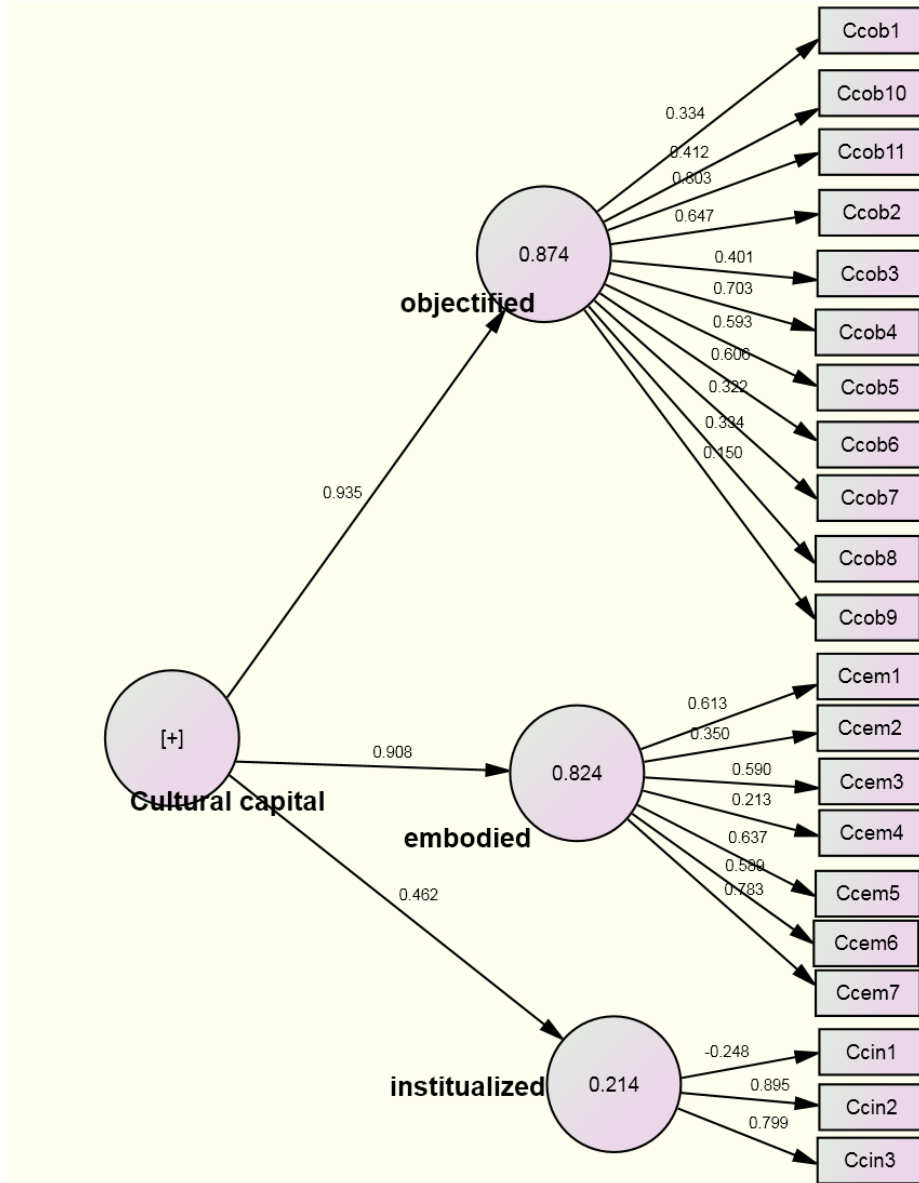 Ccob1
Ccob10
0.334
Ccob11
0.412
0.803
Ccob2
0.647
0.874
0.401
Ccob3
0.703
objectified
0.593
Ccob4
0.606
0.322
Ccob5
0.334
Ccob6
0.150
0.935
Ccob7
Ccob8
Ccob9
Ccem1
0.613
Ccem2
0.350
[+]
0.908
0.824
0.590
Ccem3
Cultural capital
0.213
Ccem4
embodied
0.637
0.589
0.783
Ccem5
0.462
Ccem6
Ccem7
-0.248
Ccin1
institualized
0.214
0.895
Ccin2
0.799
Ccin3